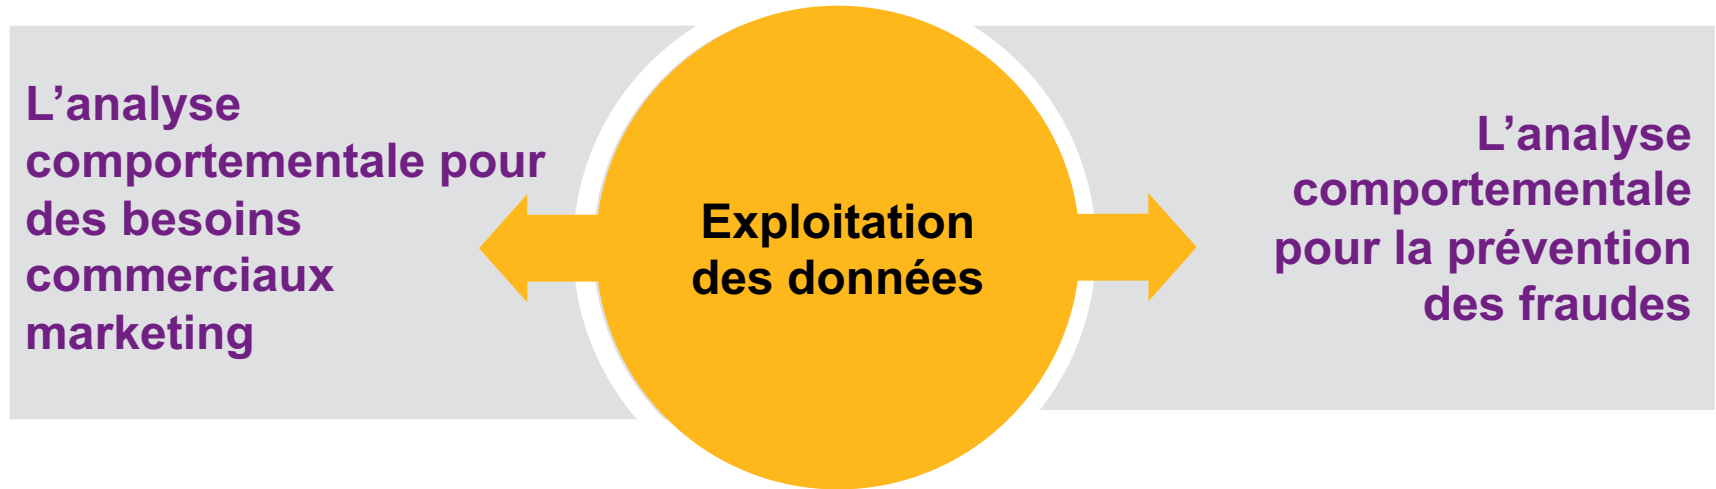 L’analyse
comportementale pour
des besoins
commerciaux
marketing
Exploitation
des données
L’analyse
comportementale
pour la prévention
des fraudes